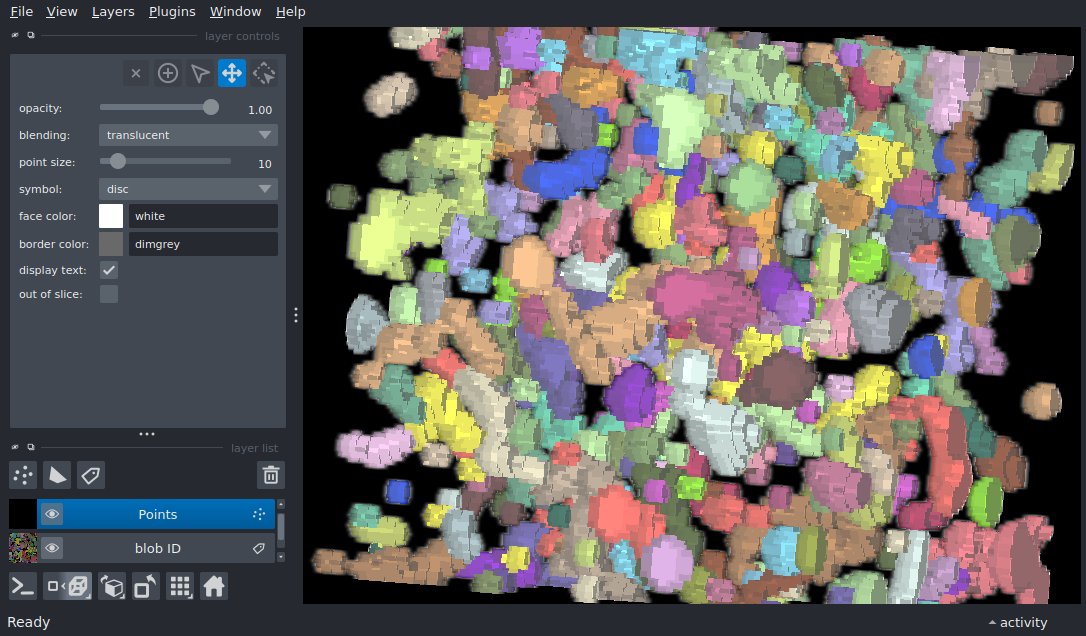 File View Layers Plugins Window Help
layer controls
opacity: 1.00
blending: translucent
point size: 10
symbol: disc
face color: white
border color: dimgrey
display text:
out of slice:
layer list
Points
blob ID
Ready activity